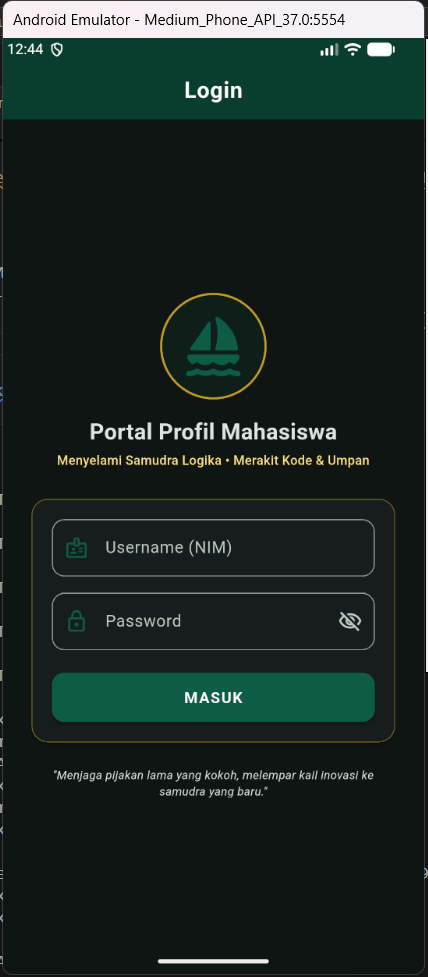 Android Emulator - Medium_Phone_API_37.0:5554
12:44
Login
Portal Profil Mahasiswa
Menyelami Samudra Logika • Merakit Kode & Umpan
Username (NIM)
Password
MASUK
"Menjaga pijakan lama yang kokoh, melempar kail inovasi ke
samudra yang baru."